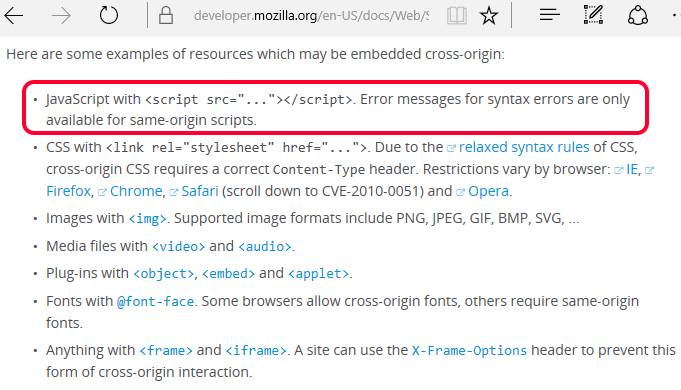 developer.mozilla.org/en-US/docs/Web/S
Here are some examples of resources which may be embedded cross-origin:
• JavaScript with <script src="..."></script>. Error messages for syntax errors are only
available for same-origin scripts.
• CSS with <link rel="stylesheet" href="...">. Due to the relaxed syntax rules of CSS,
cross-origin CSS requires a correct Content-Type header. Restrictions vary by browser: IE,
Firefox, Chrome, Safari (scroll down to CVE-2010-0051) and Opera.
• Images with <img>. Supported image formats include PNG, JPEG, GIF, BMP, SVG, ...
• Media files with <video> and <audio>.
• Plug-ins with <object>, <embed> and <applet>.
• Fonts with @font-face. Some browsers allow cross-origin fonts, others require same-origin
fonts.
• Anything with <frame> and <iframe>. A site can use the X-Frame-Options header to prevent this
form of cross-origin interaction.